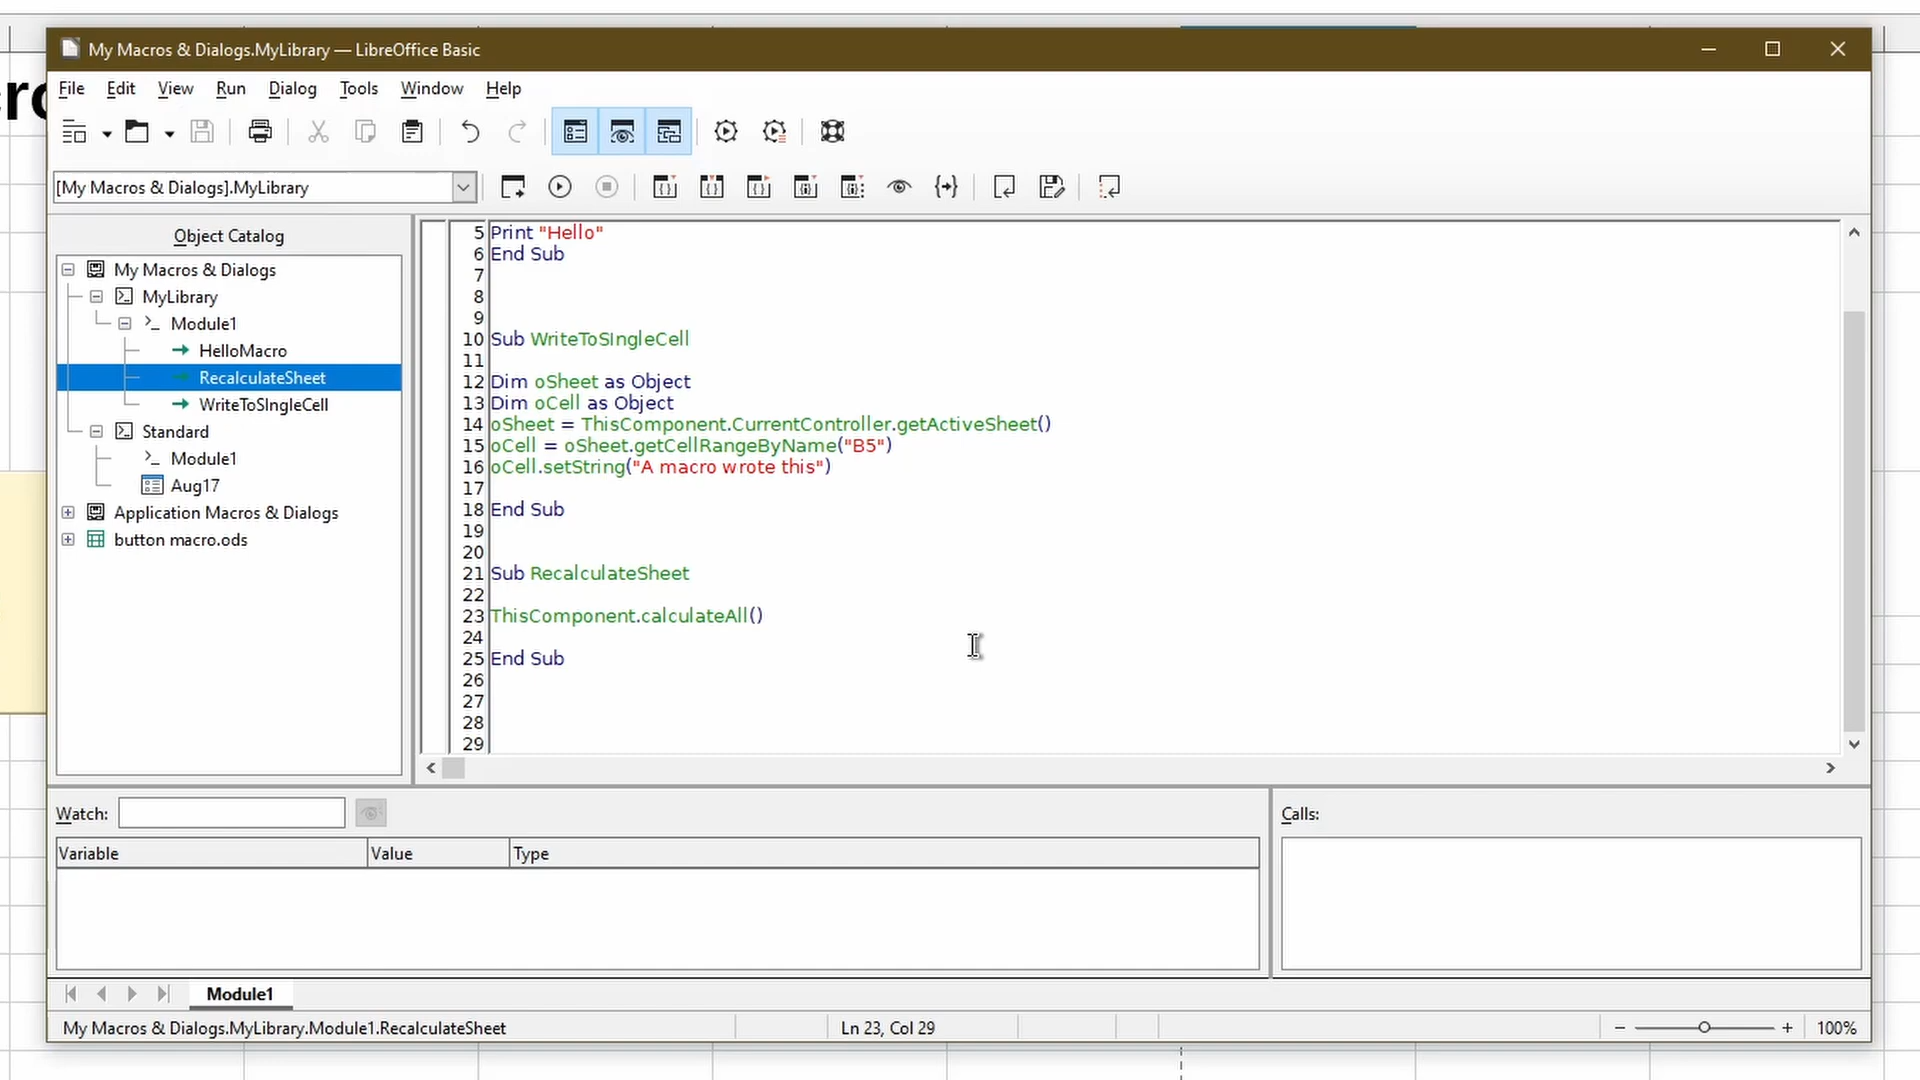 cro
My Macros & Dialogs.MyLibrary — LibreOffice Basic
File Edit View Run Dialog Tools Window Help
[My Macros & Dialogs].MyLibrary
Object Catalog
My Macros & Dialogs
MyLibrary
Module1
HelloMacro
RecalculateSheet
WriteToSIngleCell
Standard
Module1
Aug17
Application Macros & Dialogs
button macro.ods
5 Print "Hello"
6 End Sub
7
8
9
10 Sub WriteToSIngleCell
11
12 Dim oSheet as Object
13 Dim oCell as Object
14 oSheet = ThisComponent.CurrentController.getActiveSheet()
15 oCell = oSheet.getCellRangeByName("B5")
16 oCell.setString("A macro wrote this")
17
18 End Sub
19
20
21 Sub RecalculateSheet
22
23 ThisComponent.calculateAll()
24
25 End Sub
26
27
28
29
Watch:
Variable Value Type
Calls:
Module1
My Macros & Dialogs.MyLibrary.Module1.RecalculateSheet Ln 23, Col 29 100%